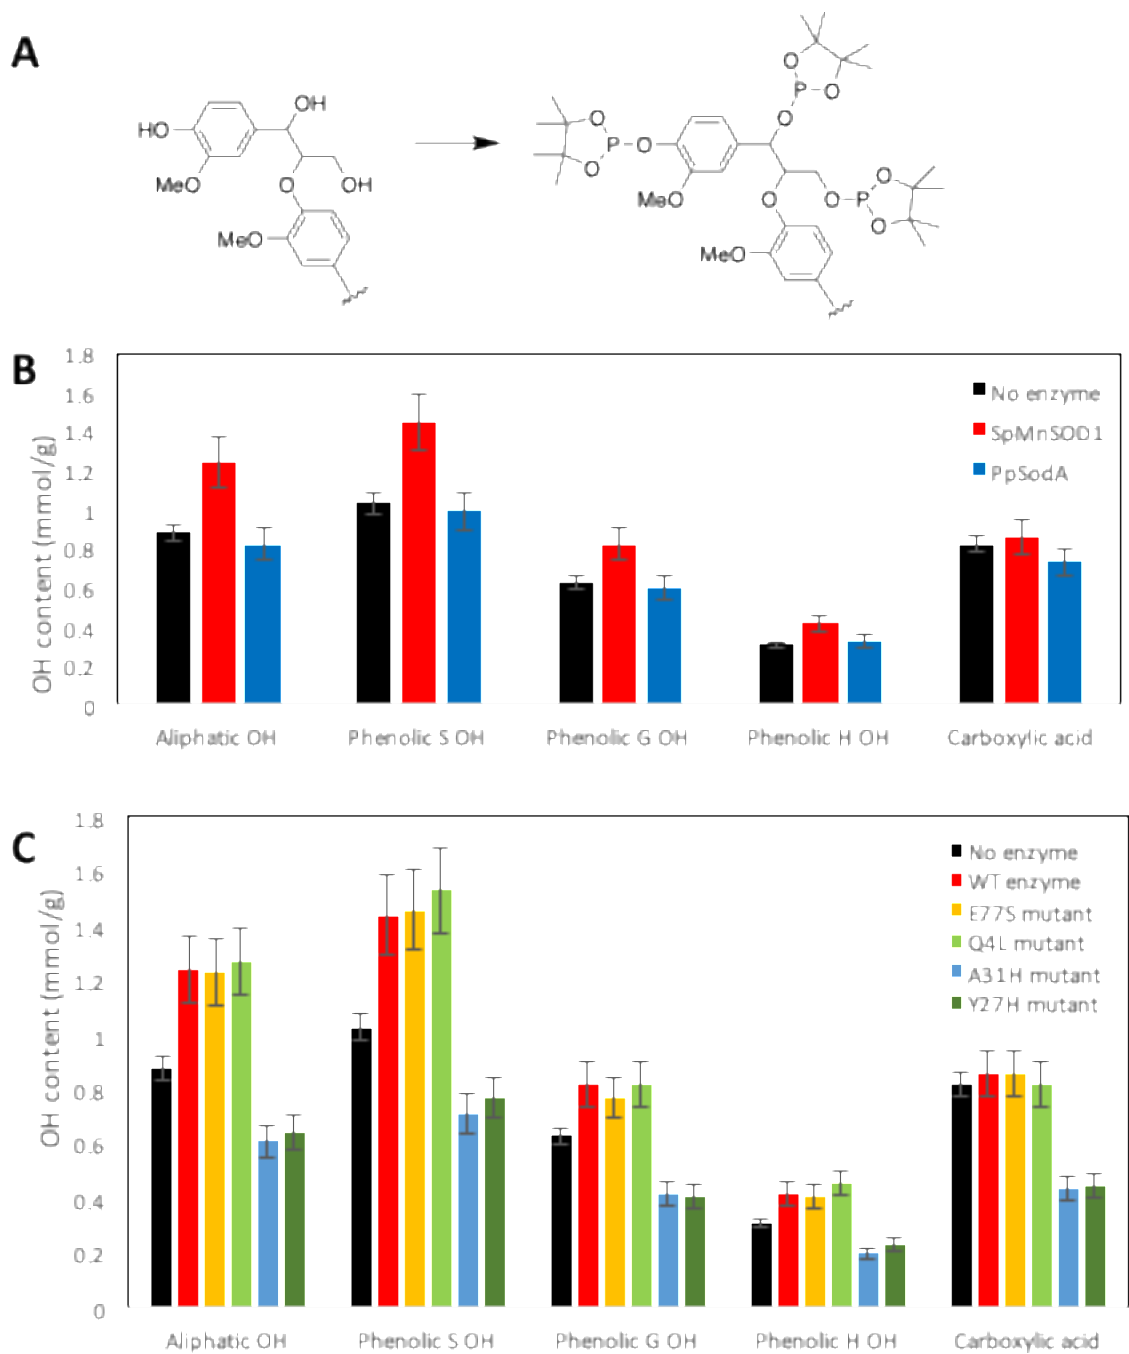 A
OH
HO
MeO
O
OH
MeO
O
O
P
O
O
O
P
O
O
MeO
O
O
O
P
O
MeO
B
1.8
1.6
1.4
1.2
1
0.8
0.6
0.4
0.2
0
OH content (mmol/g)
No enzyme
SpMnSOD1
PpSodA
Aliphatic OH
Phenolic S OH
Phenolic G OH
Phenolic H OH
Carboxylic acid
C
1.8
1.6
1.4
1.2
1
0.8
0.6
0.4
0.2
0
OH content (mmol/g)
No enzyme
WT enzyme
E77S mutant
Q4L mutant
A31H mutant
Y27H mutant
Aliphatic OH
Phenolic S OH
Phenolic G OH
Phenolic H OH
Carboxylic acid